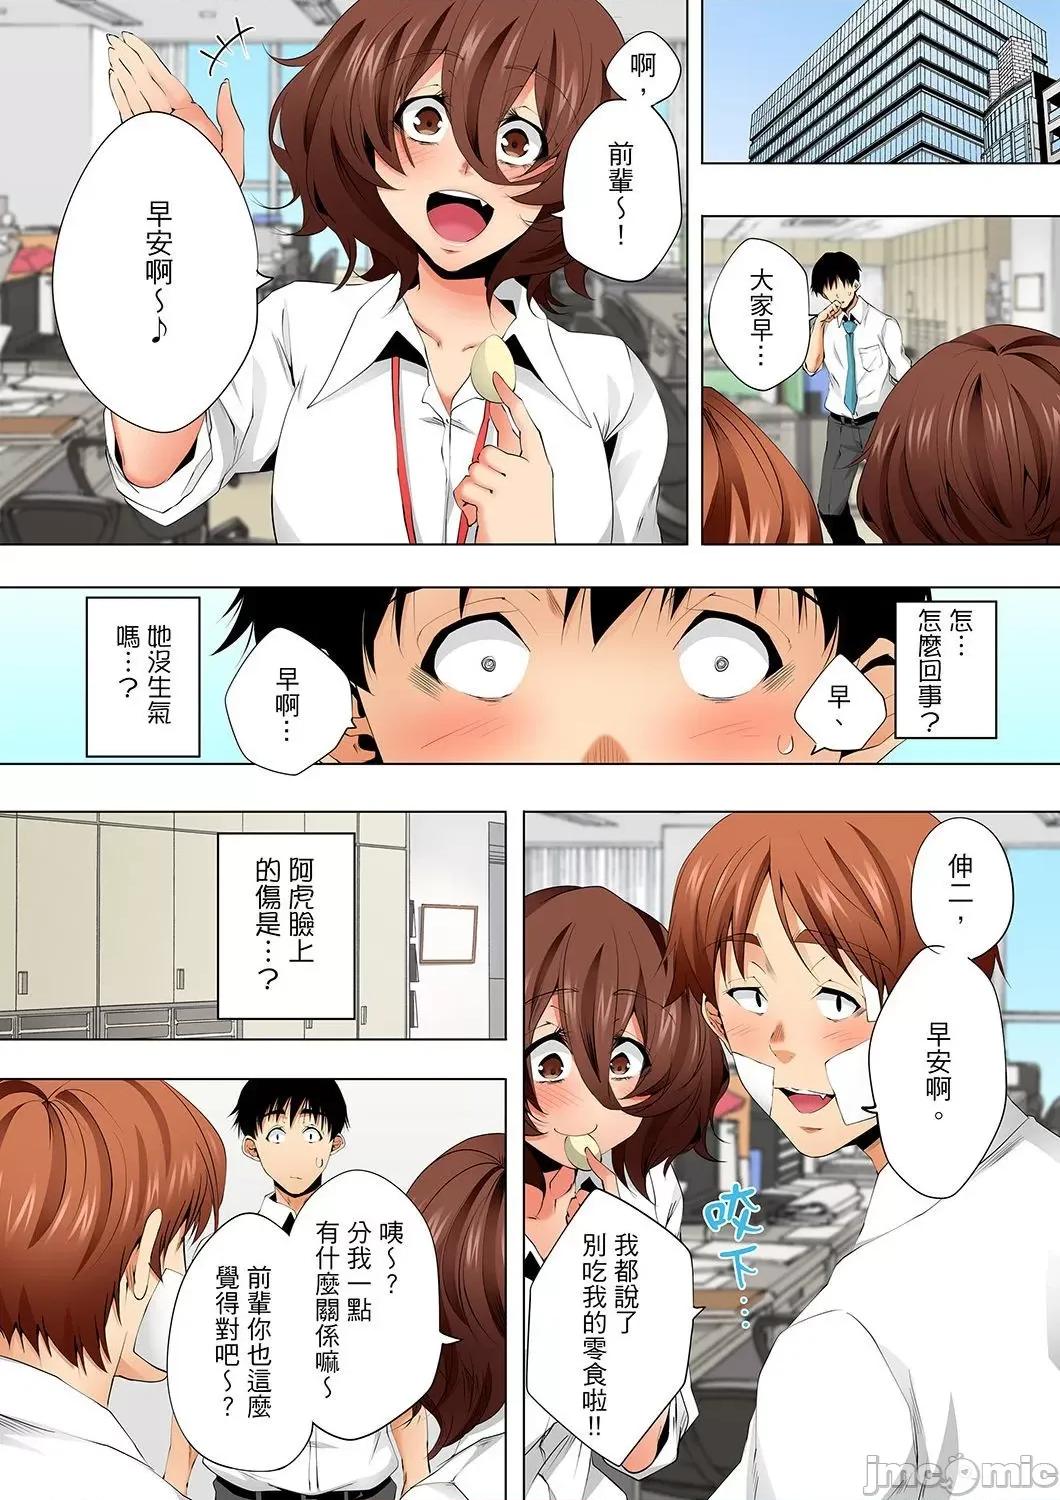 大家早…
啊，
前輩～！
早安啊～♪
怎…
怎麼回事？
早、
早啊…
她沒生氣
嗎…？
伸二，
早安啊。
咬下…
我都說了
別吃我的零食啦!!
阿虎臉上
的傷是…？
咦～？
分我一點
有什麼關係嘛～
前輩你也這麼
覺得對吧～？
jmcomic